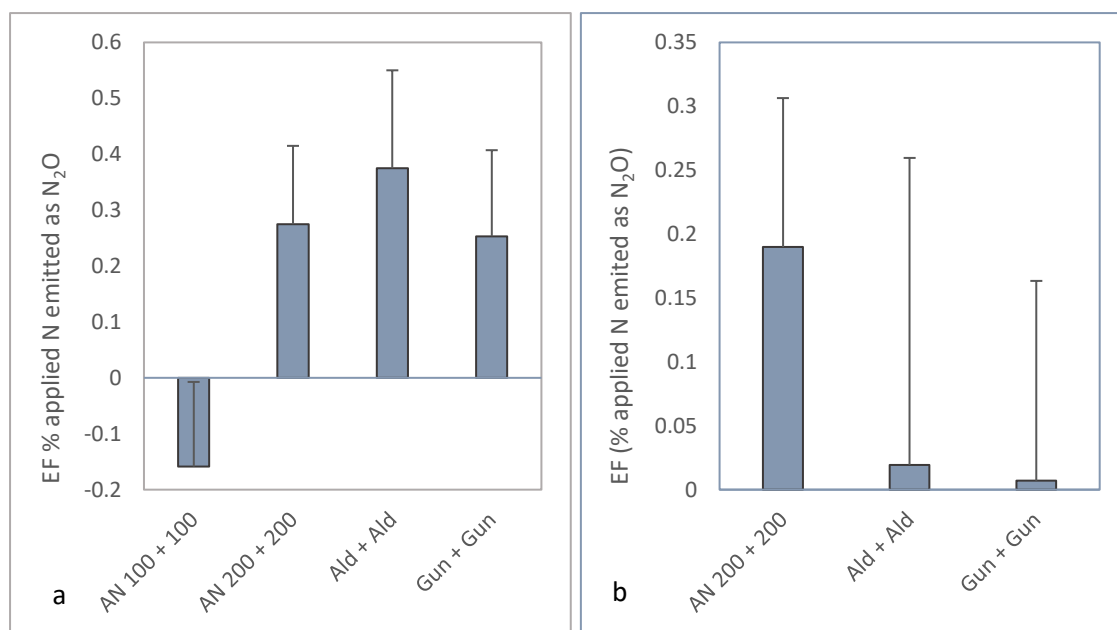 EF % applied N emitted as N₂O
0.6
0.5
0.4
0.3
0.2
0.1
0
-0.1
-0.2
AN 100 + 100
AN 200 + 200
Ald + Ald
Gun + Gun
a
EF (% applied N emited as N₂O)
0.35
0.3
0.25
0.2
0.15
0.1
0.05
0
AN 200 + 200
Ald + Ald
Gun + Gun
b